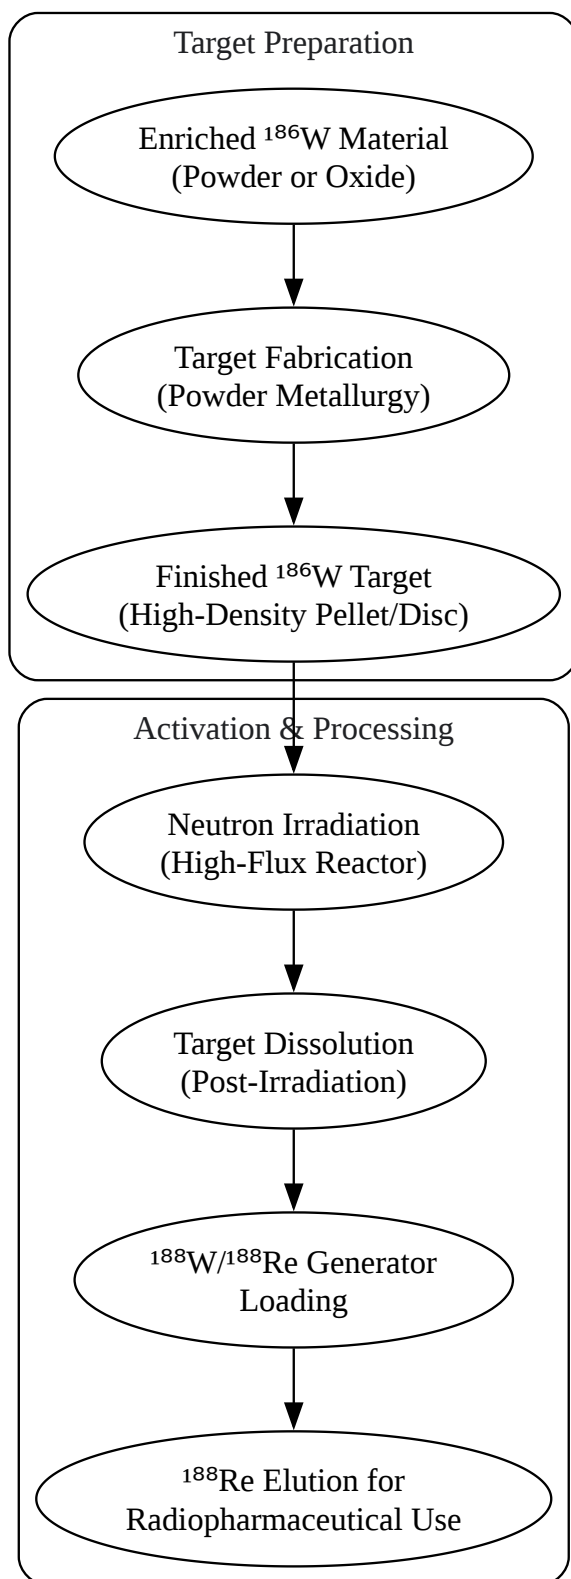 Target Preparation
Enriched ¹⁸⁶W Material
(Powder or Oxide)
Target Fabrication
(Powder Metallurgy)
Finished ¹⁸⁶W Target
(High-Density Pellet/Disc)
Activation & Processing
Neutron Irradiation
(High-Flux Reactor)
Target Dissolution
(Post-Irradiation)
¹⁸⁸W/¹⁸⁸Re Generator
Loading
¹⁸⁸Re Elution for
Radiopharmaceutical Use